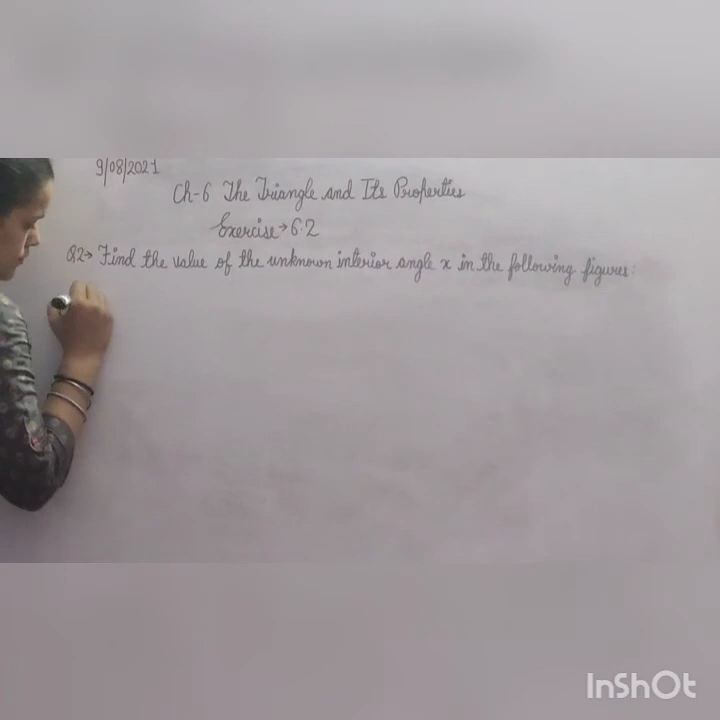 9/08/2021
Ch-6 The Triangle and Its Properties
Exercise→6.2
Q2→ Find the value of the unknown interior angle x in the following figures:
InShOt